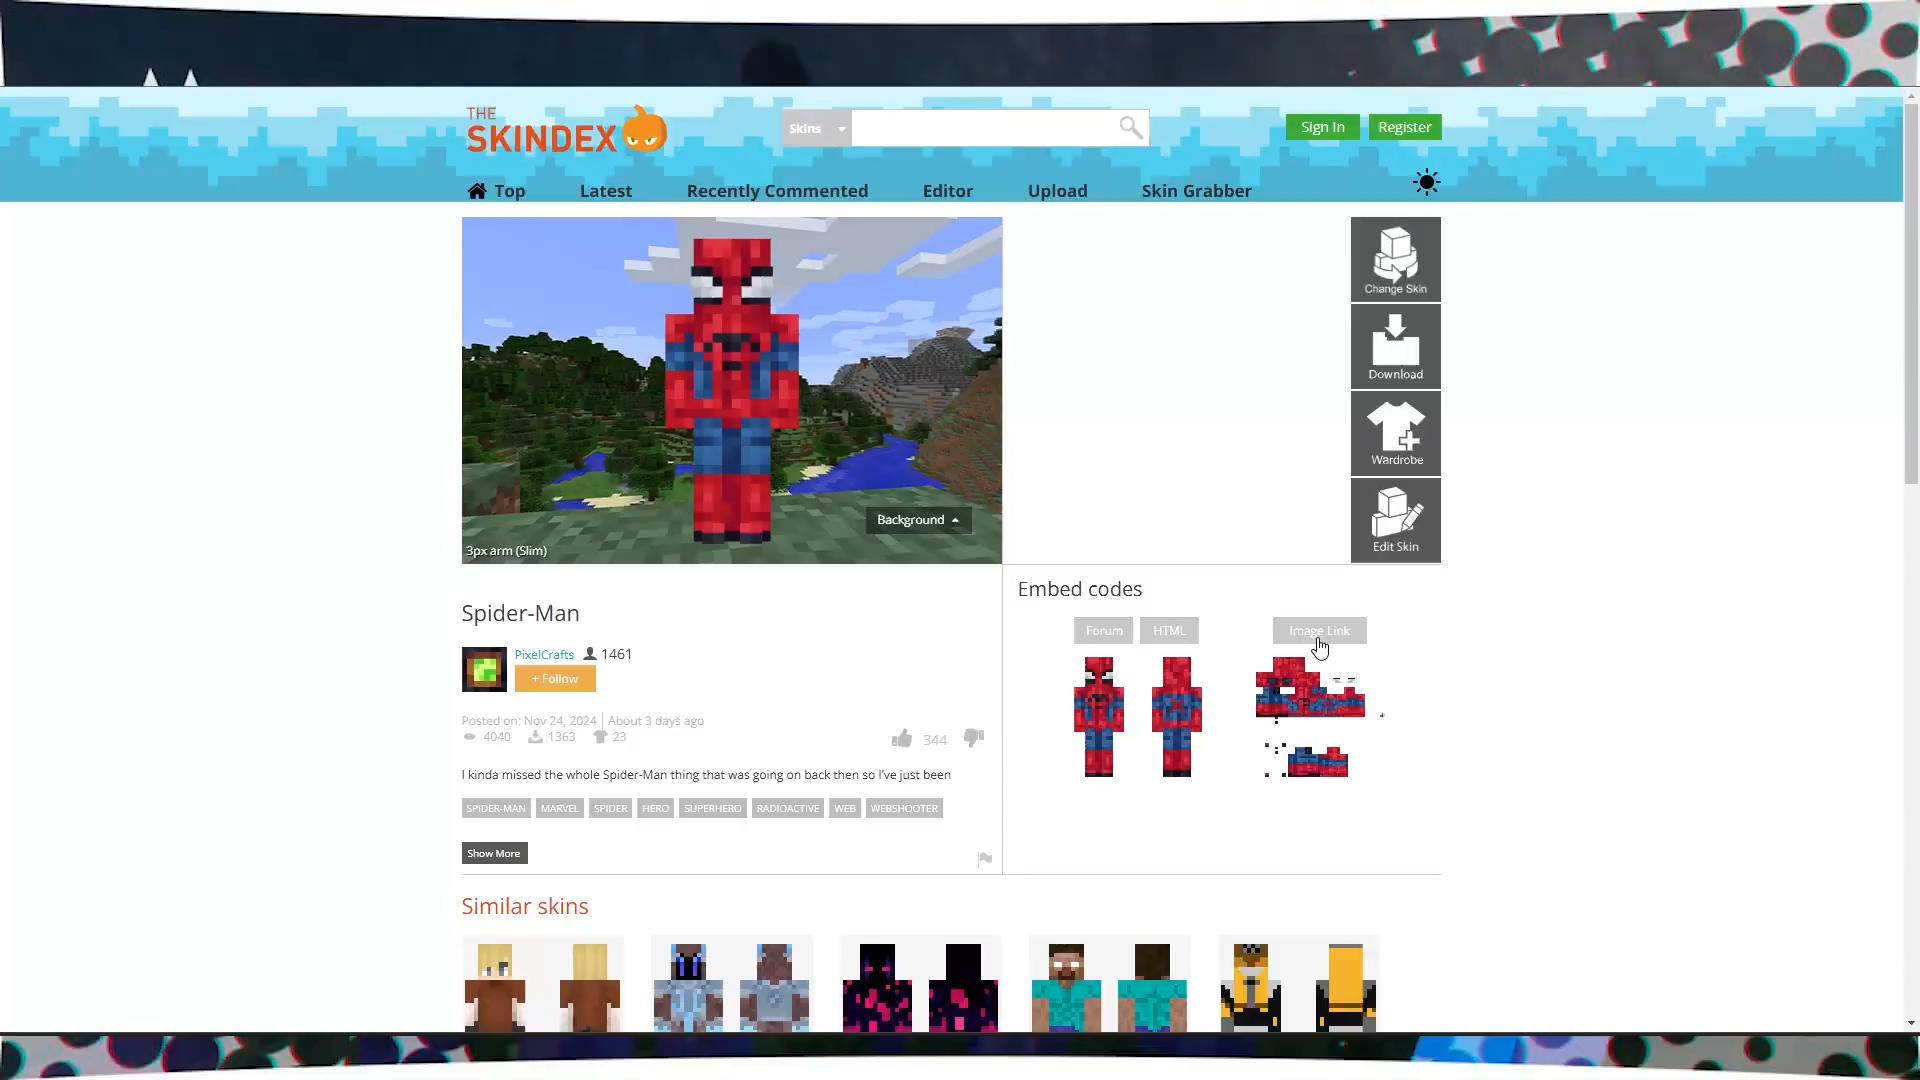 THE
SKINDEX
Skins
Sign In
Register
Top
Latest
Recently Commented
Editor
Upload
Skin Grabber
Change Skin
Download
Wardrobe
Edit Skin
Background
3px arm (Slim)
Embed codes
Forum
HTML
Image Link
Spider-Man
PixelCrafts 1461
+ Follow
Posted on: Nov 24, 2024 | About 3 days ago
4040 1363 23
344
I kinda missed the whole Spider-Man thing that was going on back then so I've just been
SPIDER-MAN MARVEL SPIDER HERO SUPERHERO RADIOACTIVE WEB WEBSHOOTER
Show More
Similar skins